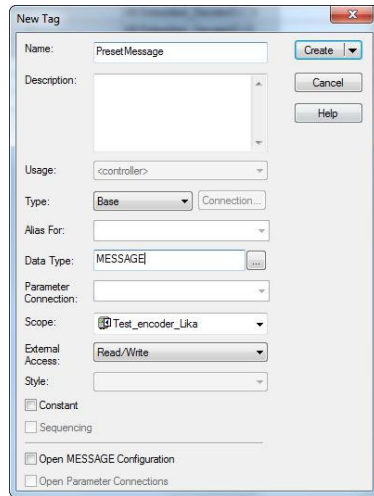 New Tag
Name: PresetMessage Create
Description: Cancel
Help
Usage: <controller>
Type: Base Connection...
Alias For:
Data Type: MESSAGE ...
Parameter
Connection:
Scope: Test_encoder_Lika
External
Access: Read/Write
Style:
Constant
Sequencing
Open MESSAGE Configuration
Open Parameter Connections